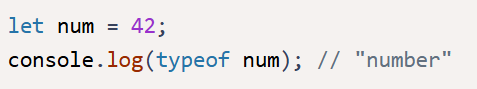 let num = 42;
console.log(typeof num); // "number"